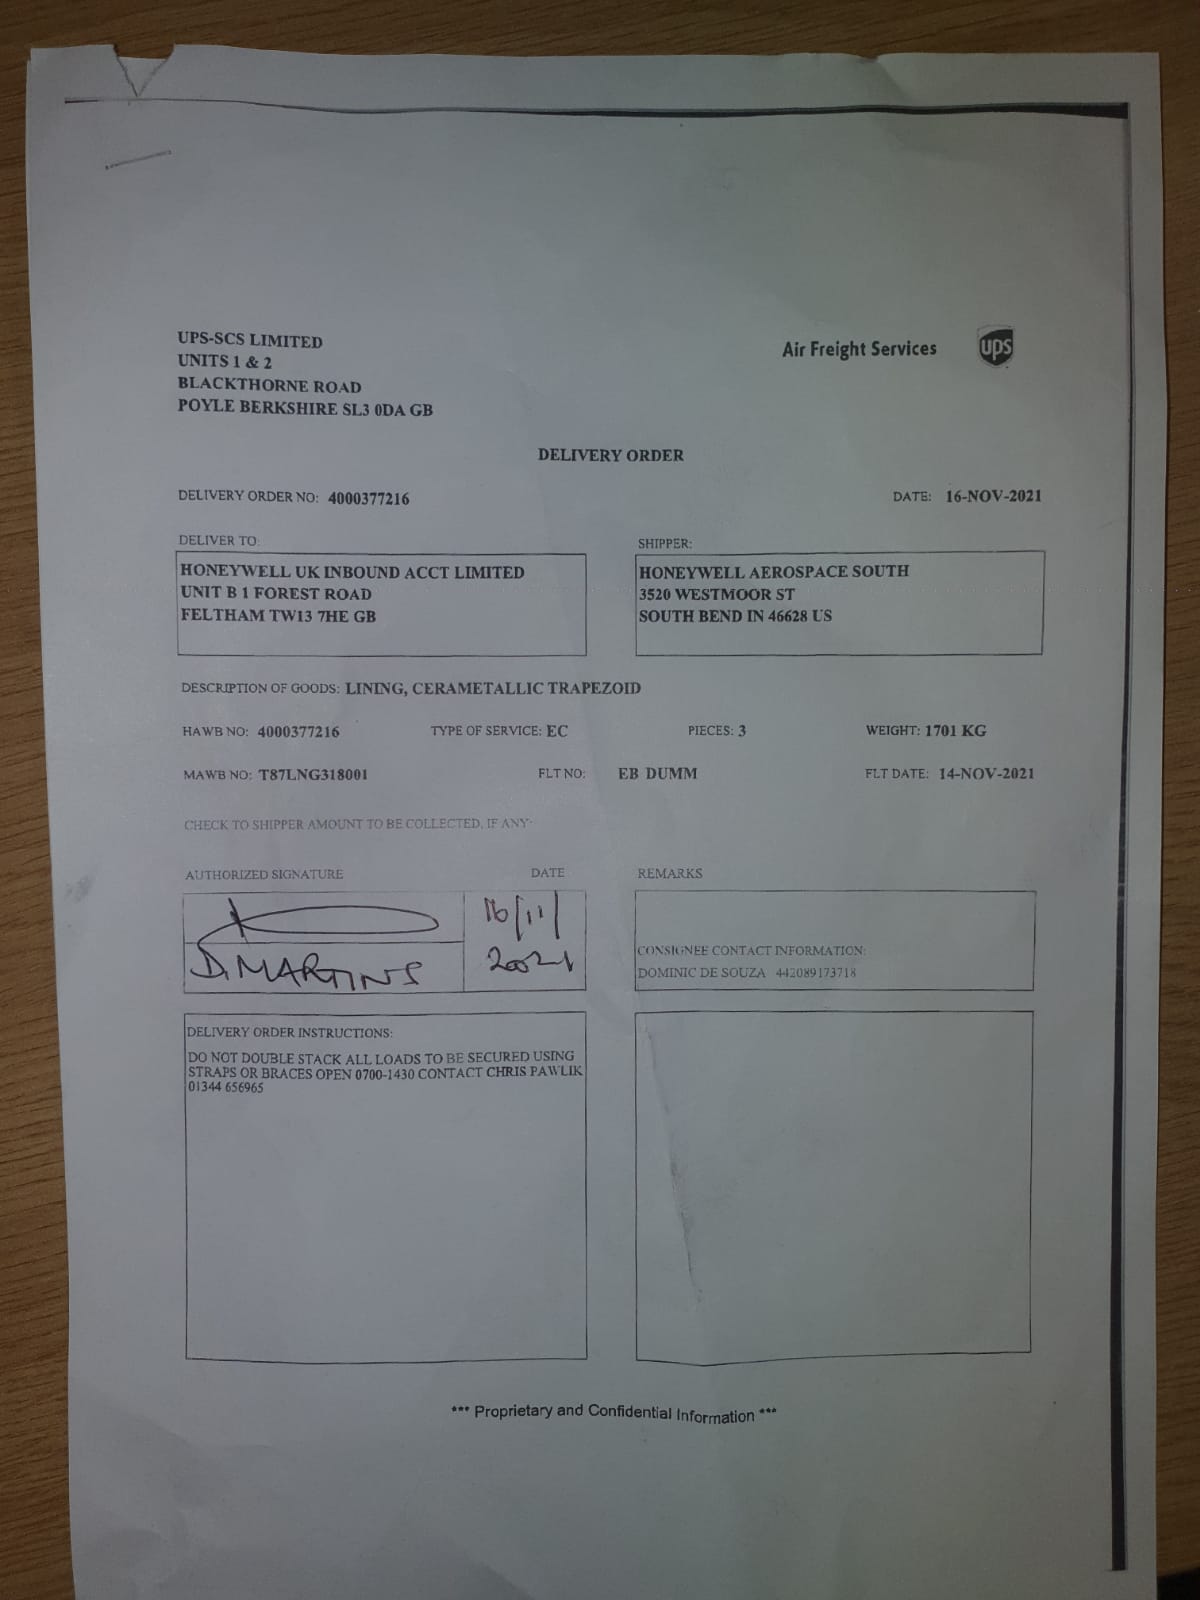 UPS-SCS LIMITED
UNITS 1 & 2
BLACKTHORNE ROAD
POYLE BERKSHIRE SL3 0DA GB
Air Freight Services ups
DELIVERY ORDER
DELIVERY ORDER NO: 4000377216 DATE: 16-NOV-2021
DELIVER TO:
HONEYWELL UK INBOUND ACCT LIMITED
UNIT B 1 FOREST ROAD
FELTHAM TW13 7HE GB
SHIPPER:
HONEYWELL AEROSPACE SOUTH
3520 WESTMOOR ST
SOUTH BEND IN 46628 US
DESCRIPTION OF GOODS: LINING, CERAMETALLIC TRAPEZOID
HAWB NO: 4000377216 TYPE OF SERVICE: EC PIECES: 3 WEIGHT: 1701 KG
MAWB NO: T87LNG318001 FLT NO: EB DUMM FLT DATE: 14-NOV-2021
CHECK TO SHIPPER AMOUNT TO BE COLLECTED, IF ANY:
AUTHORIZED SIGNATURE DATE
16/11/
D. MARTINS 2021
REMARKS
CONSIGNEE CONTACT INFORMATION:
DOMINIC DE SOUZA 442089173718
DELIVERY ORDER INSTRUCTIONS:
DO NOT DOUBLE STACK ALL LOADS TO BE SECURED USING
STRAPS OR BRACES OPEN 0700-1430 CONTACT CHRIS PAWLIK
01344 656965
*** Proprietary and Confidential Information ***